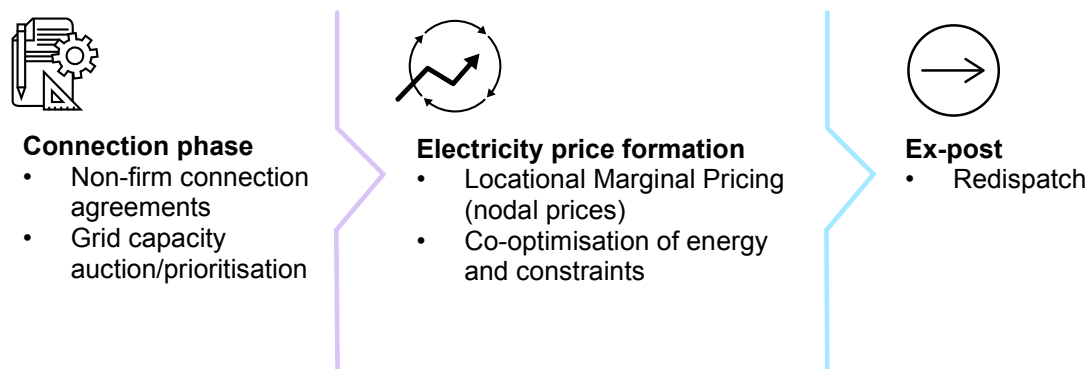 Connection phase
• Non-firm connection
agreements
• Grid capacity
auction/prioritisation
Electricity price formation
• Locational Marginal Pricing
(nodal prices)
• Co-optimisation of energy
and constraints
Ex-post
• Redispatch